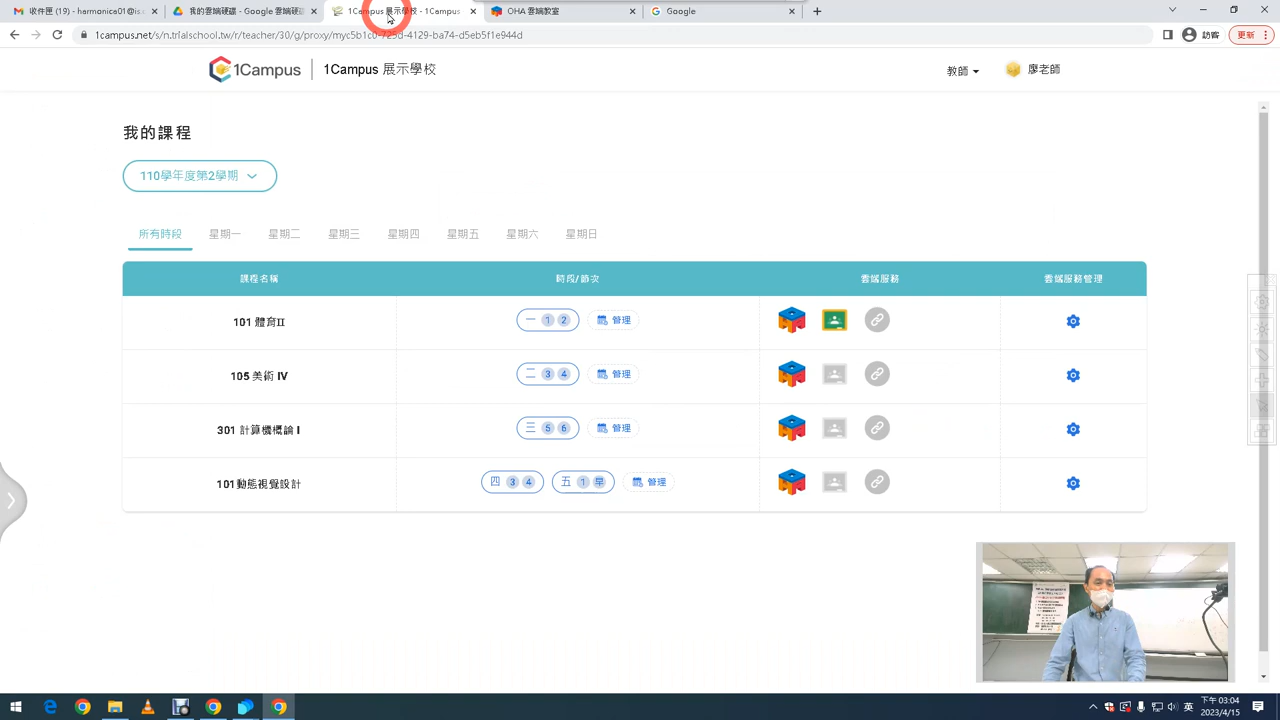 收件匣 (19) - harmonica01@is
我的雲端硬碟 - Google 雲端硬碟
1Campus 展示學校 - 1Campus
OHA 雲端教室
Google
1campus.net/s/n.trialschool.tw/r/teacher/30/g/proxy/myc5b1c0-725d-4129-ba74-d5eb5f1e944d
訪客
更新
1Campus
1Campus 展示學校
教師
廖老師
我的課程
110學年度第2學期
所有時段 星期一 星期二 星期三 星期四 星期五 星期六 星期日
課程名稱 時段/節次 雲端服務 雲端服務管理
101 體育II 一 1 2 管理
105 美術 IV 二 3 4 管理
301 計算機概論 I 三 5 6 管理
101動態視覺設計 四 3 4 五 1 早 管理
英
下午 03:04
2023/4/15